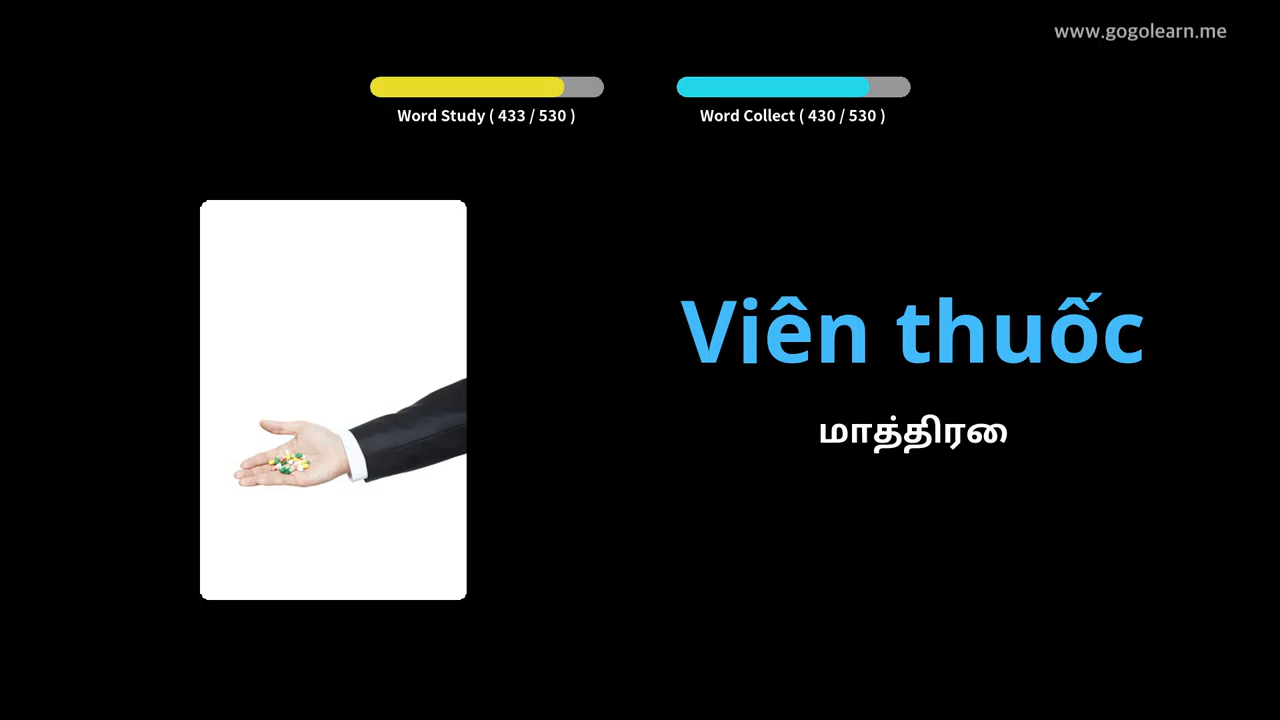 www.gogolearn.me
Word Study ( 433 / 530 )
Word Collect ( 430 / 530 )
Viên thuốc
மாத்திரை